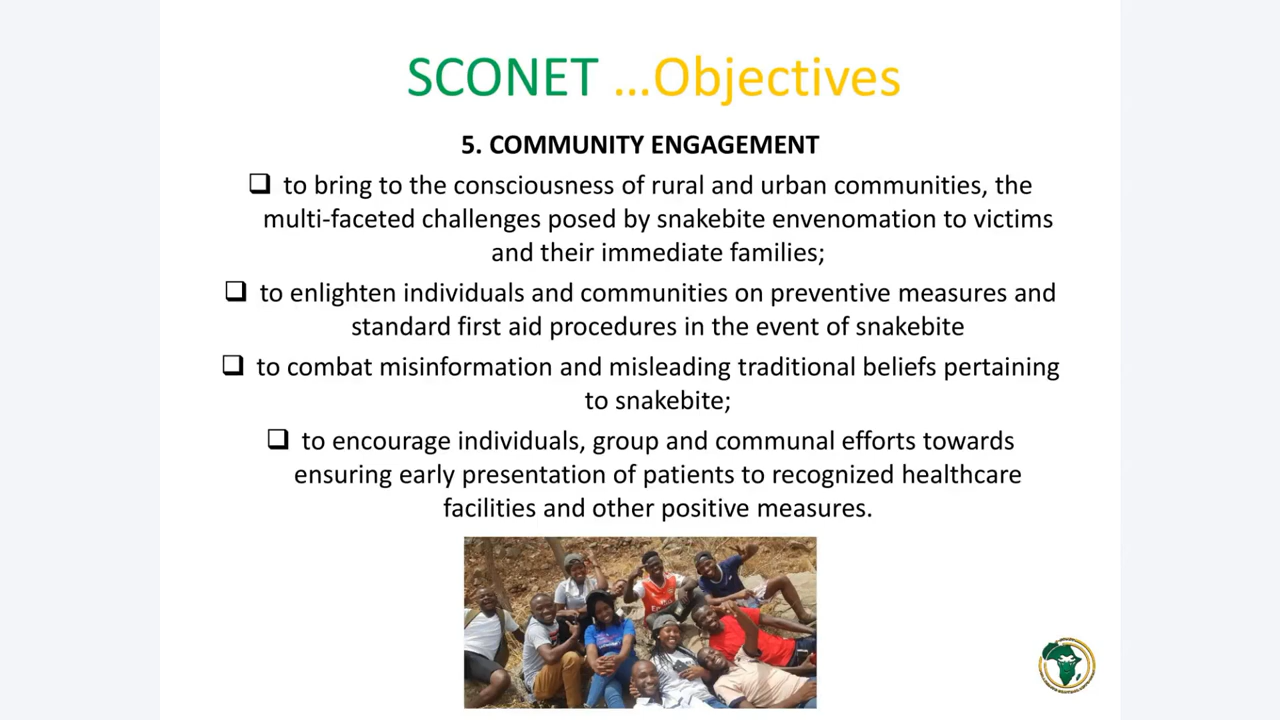 SCONET ...Objectives
5. COMMUNITY ENGAGEMENT
to bring to the consciousness of rural and urban communities, the
multi-faceted challenges posed by snakebite envenomation to victims
and their immediate families;
to enlighten individuals and communities on preventive measures and
standard first aid procedures in the event of snakebite
to combat misinformation and misleading traditional beliefs pertaining
to snakebite;
to encourage individuals, group and communal efforts towards
ensuring early presentation of patients to recognized healthcare
facilities and other positive measures.